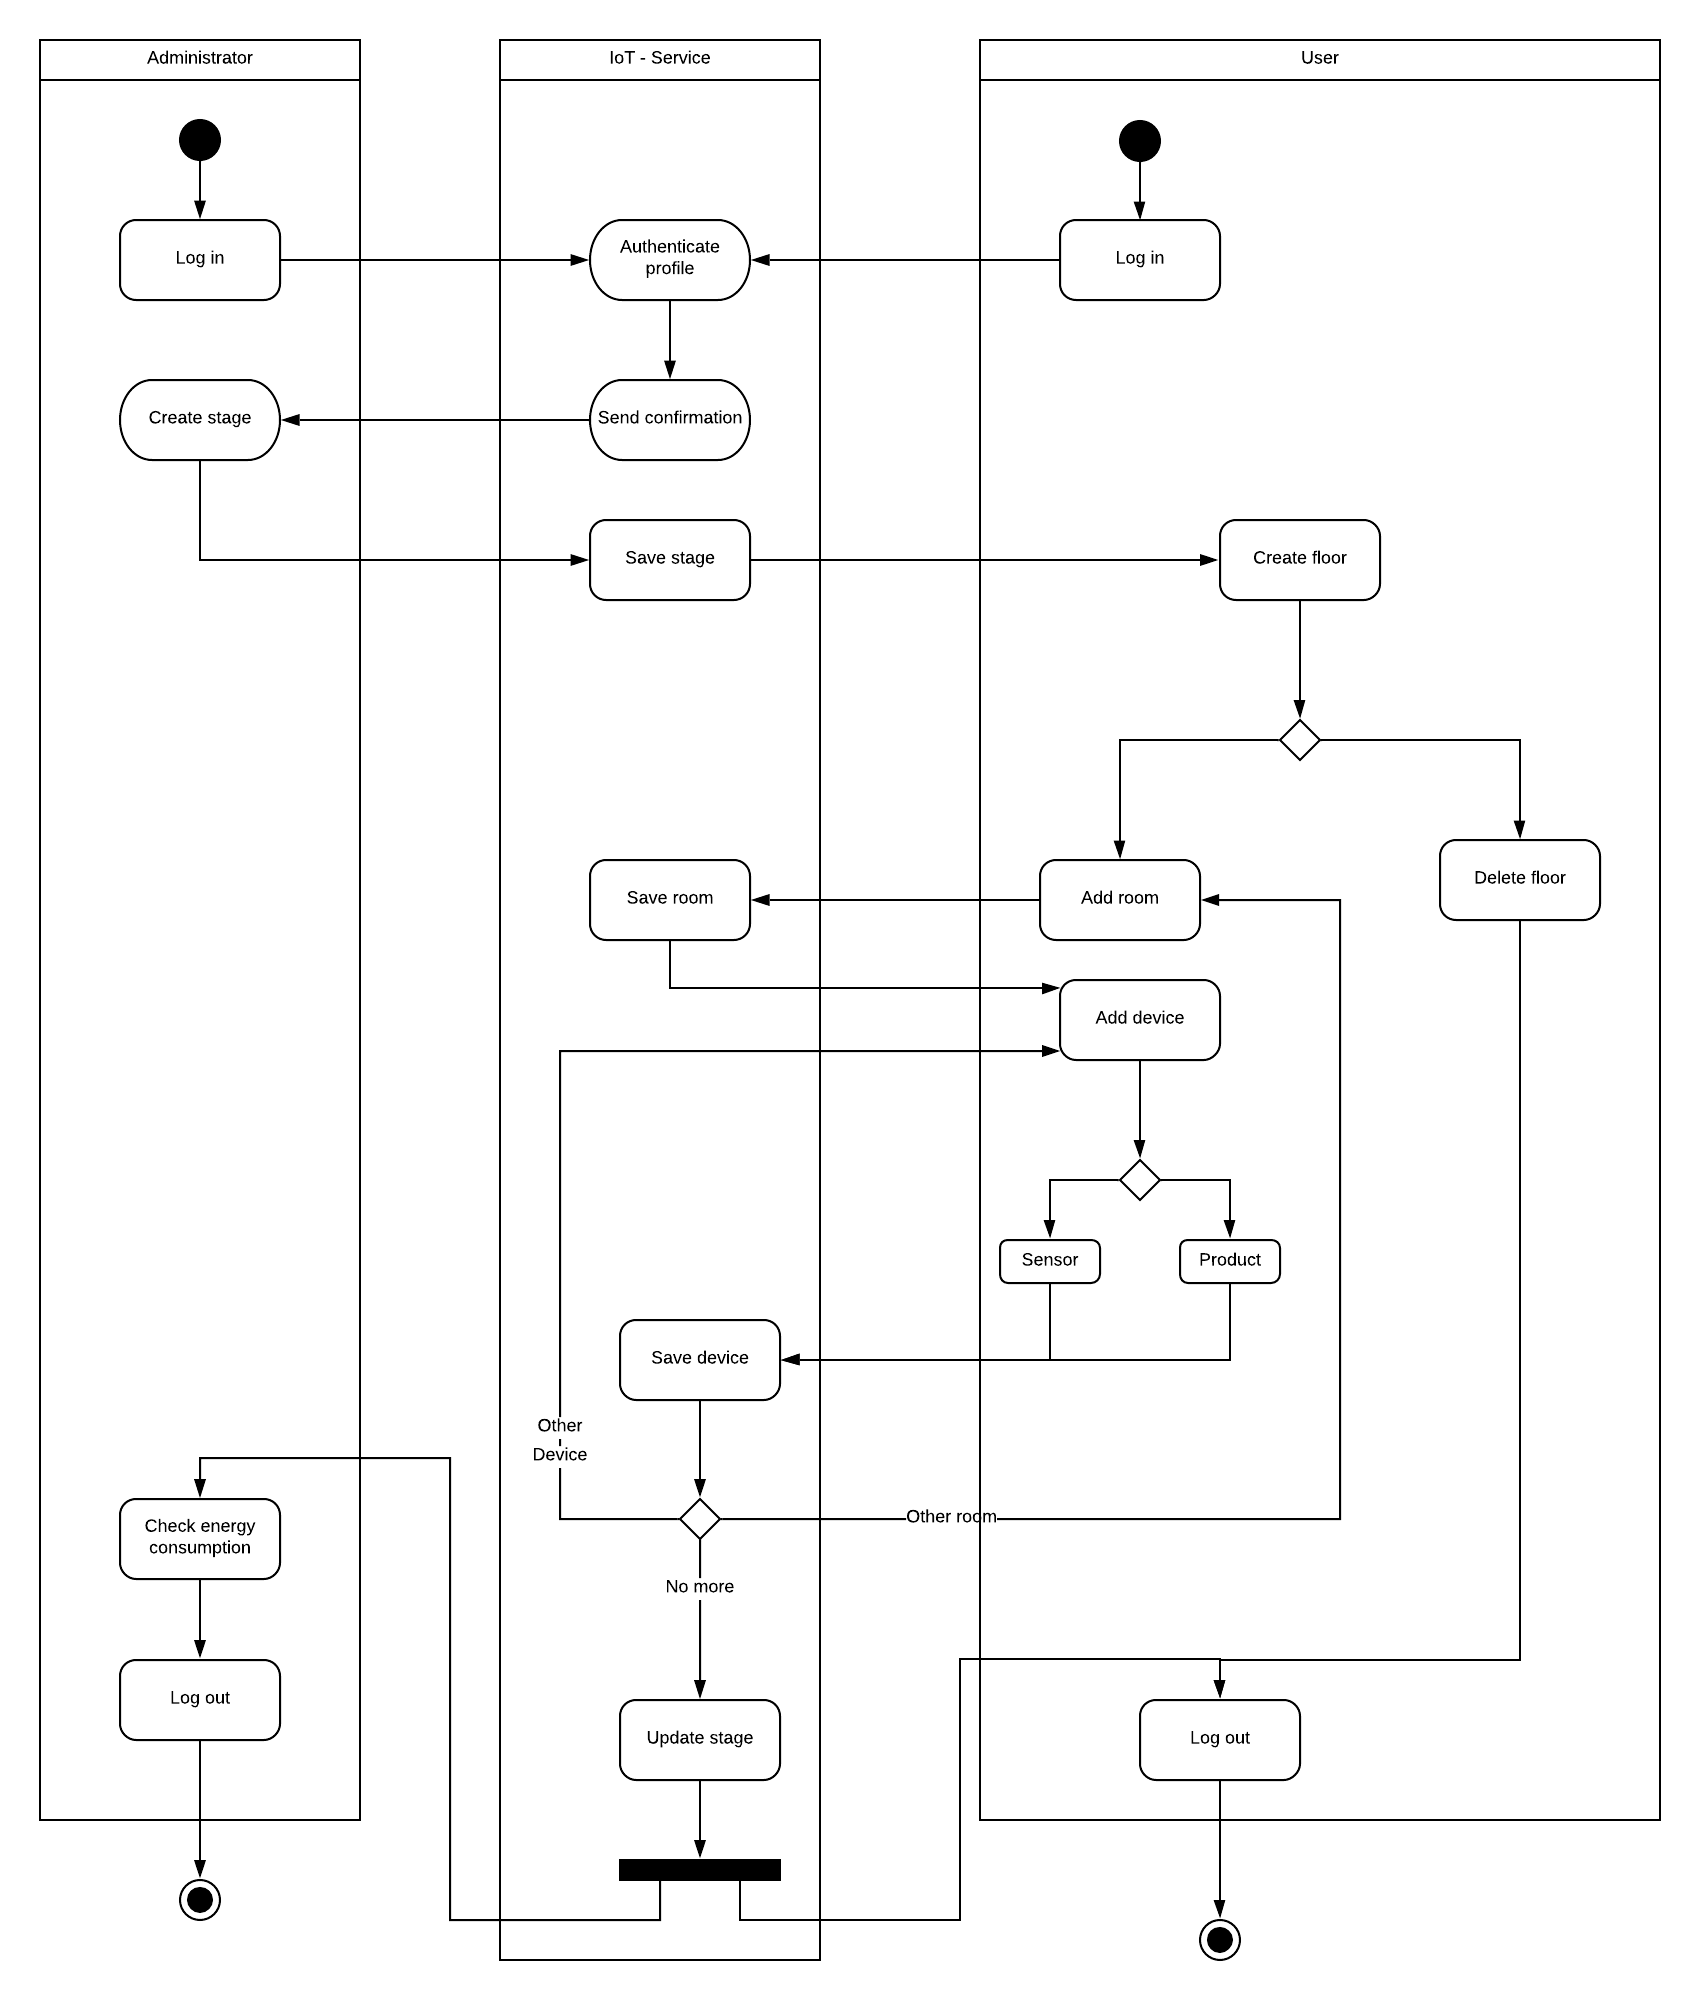 Administrator
IoT - Service
User
Log in
Authenticate
profile
Log in
Create stage
Send confirmation
Save stage
Create floor
Delete floor
Save room
Add room
Add device
Sensor
Product
Save device
Other
Device
Other room
Check energy
consumption
No more
Log out
Update stage
Log out